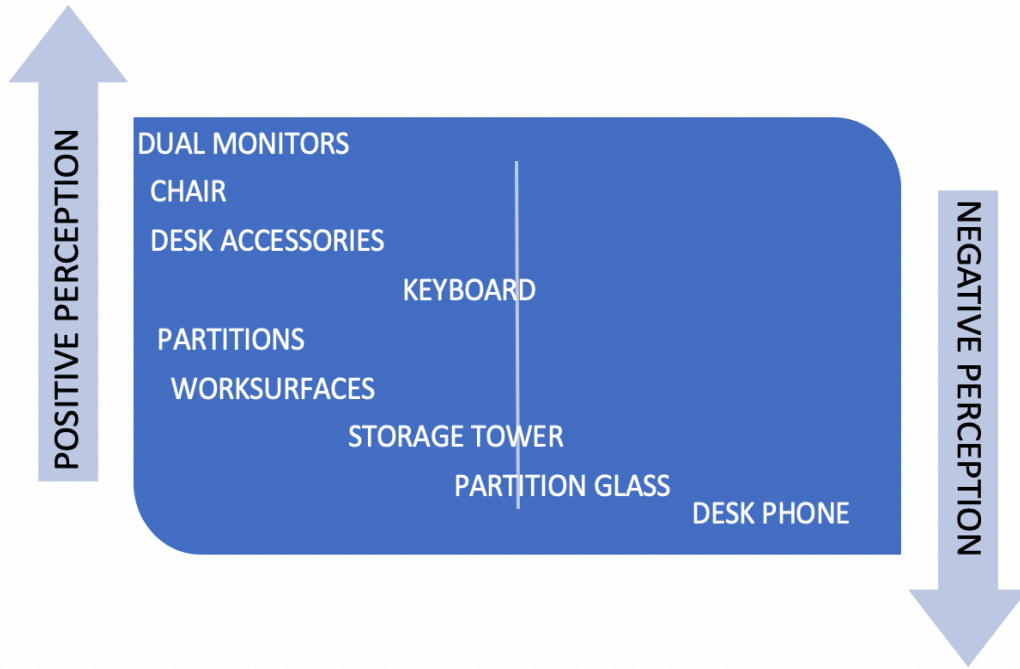 POSITIVE PERCEPTION
DUAL MONITORS
CHAIR
DESK ACCESSORIES
KEYBOARD
PARTITIONS
WORKSURFACES
STORAGE TOWER
PARTITION GLASS
DESK PHONE
NEGATIVE PERCEPTION